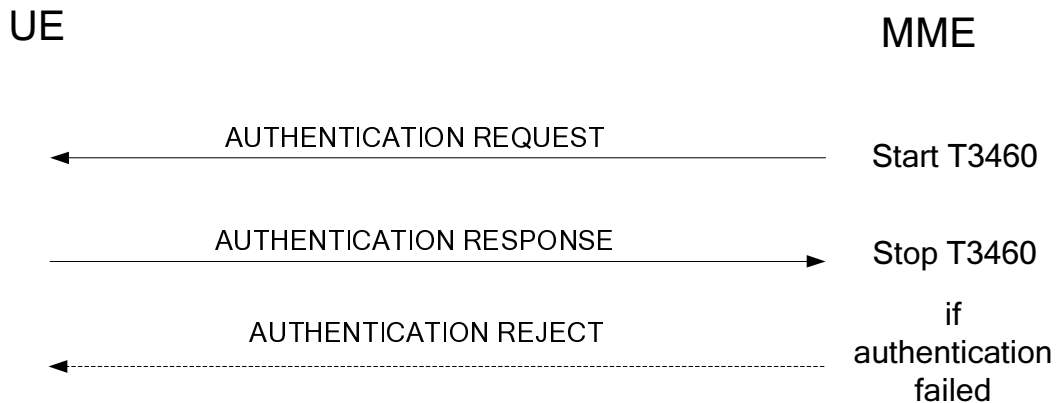 UE
MME
AUTHENTICATION REQUEST
Start T3460
AUTHENTICATION RESPONSE
Stop T3460
AUTHENTICATION REJECT
if
authentication
failed